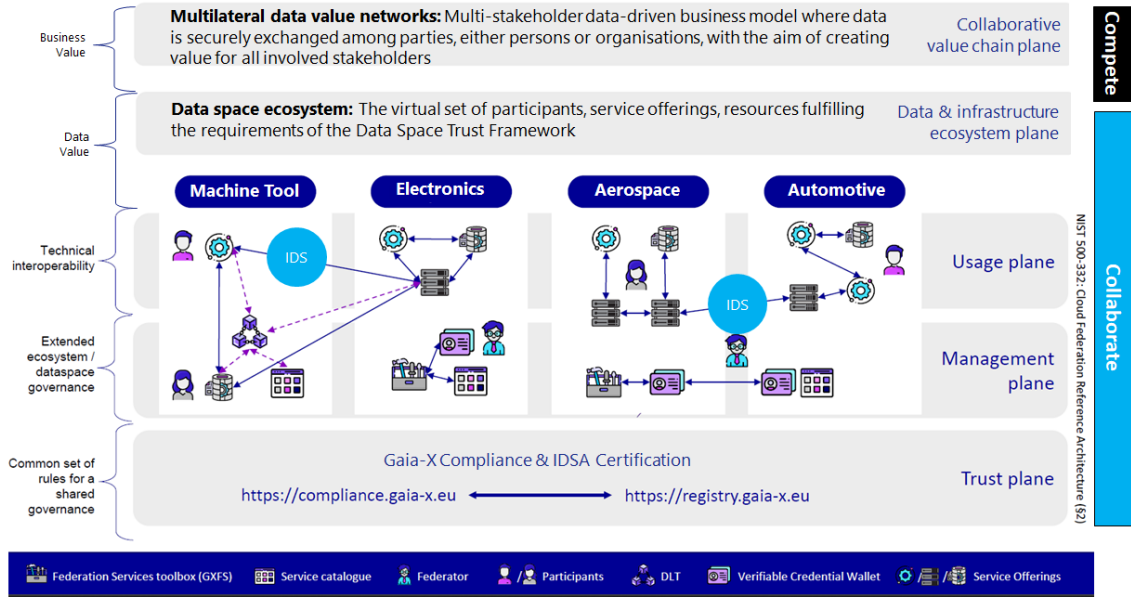 Business
Value
Multilateral data value networks: Multi-stakeholder data-driven business model where data
is securely exchanged among parties, either persons or organisations, with the aim of creating
value for all involved stakeholders
Collaborative
value chain plane
Compete
Data
Value
Data space ecosystem: The virtual set of participants, service offerings, resources fulfilling
the requirements of the Data Space Trust Framework
Data & infrastructure
ecosystem plane
Machine Tool
Electronics
Aerospace
Automotive
Technical
interoperability
IDS
IDS
Usage plane
Extended
ecosystem /
dataspace
governance
Management
plane
Common set of
rules for a
shared
governance
Gaia-X Compliance & IDSA Certification
https://compliance.gaia-x.eu
https://registry.gaia-x.eu
Trust plane
NIST 500-332: Cloud Federation Reference Architecture (§2)
Collaborate
Federation Services toolbox (GXFS)
Service catalogue
Federator
/
Participants
DLT
Verifiable Credential Wallet
/ /
Service Offerings